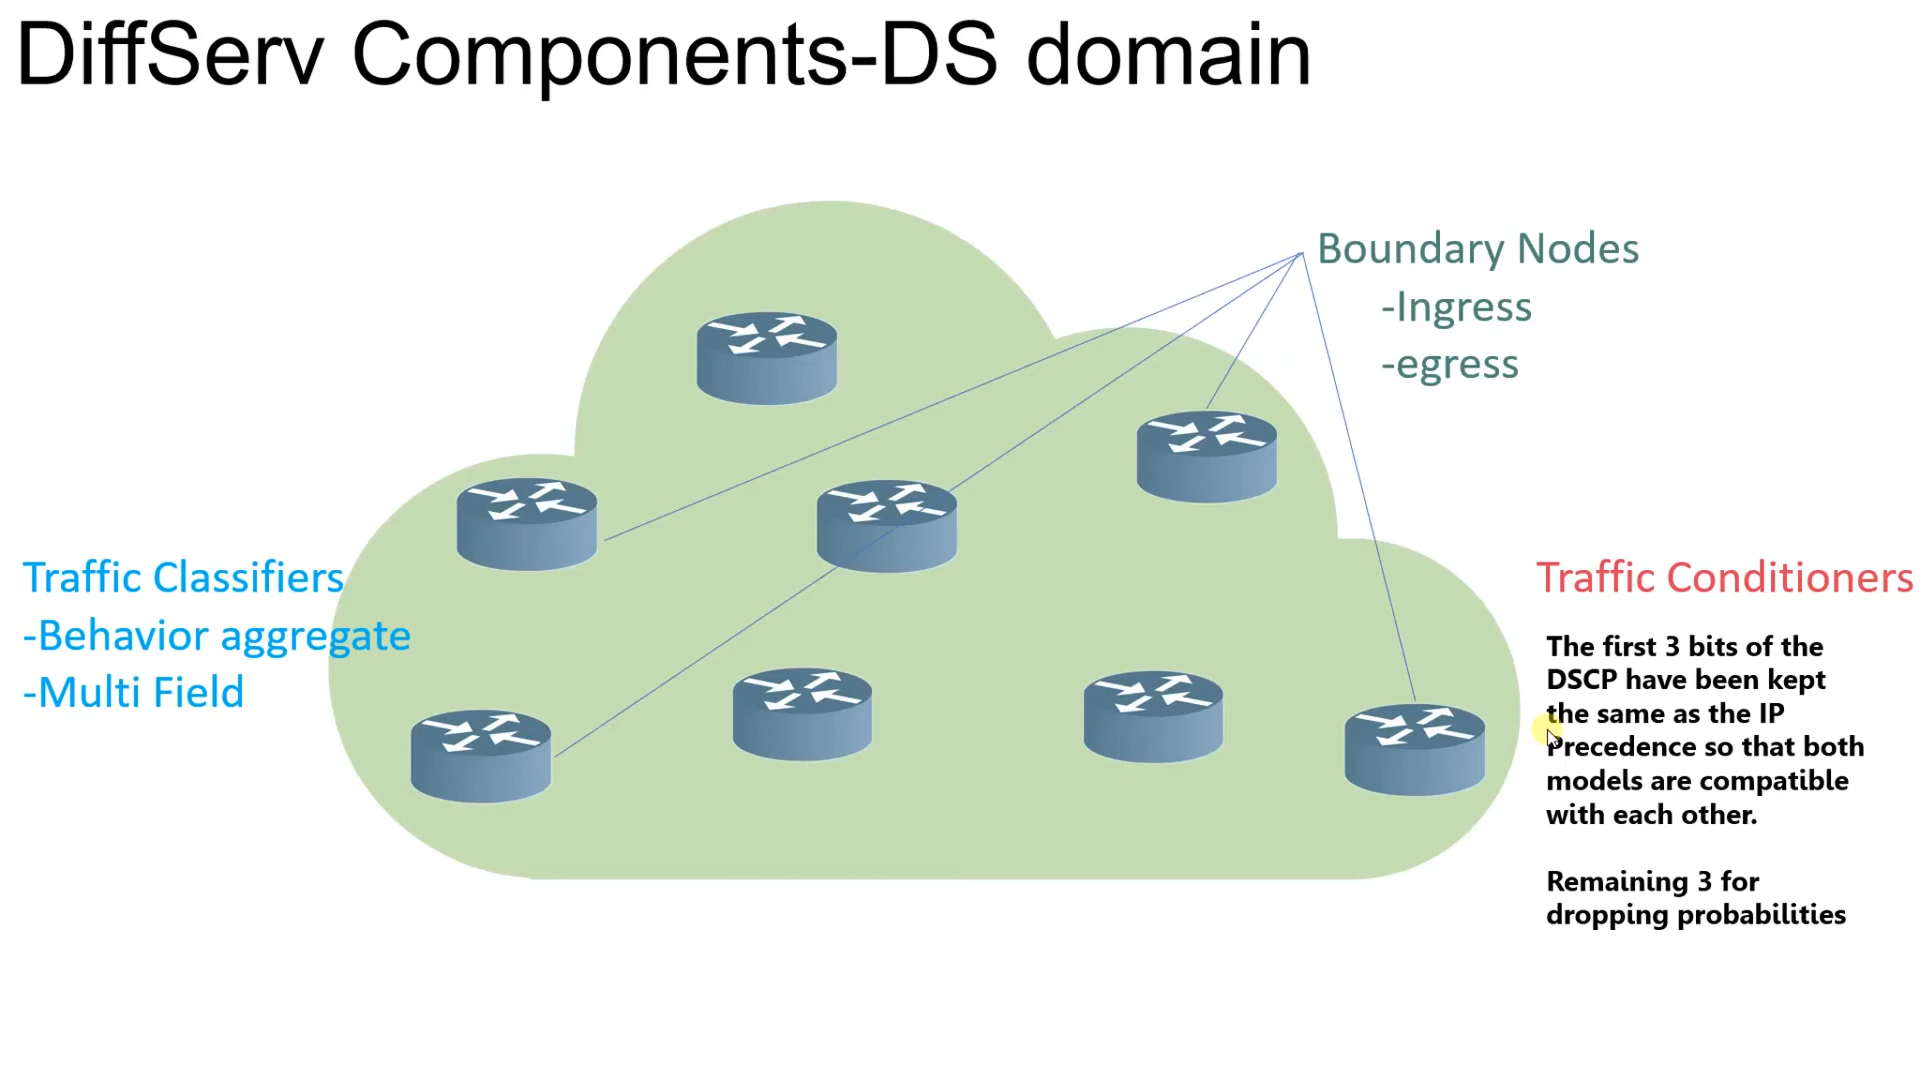 DiffServ Components-DS domain
Boundary Nodes
-Ingress
-egress
Traffic Classifiers
-Behavior aggregate
-Multi Field
Traffic Conditioners
The first 3 bits of the
DSCP have been kept
the same as the IP
Precedence so that both
models are compatible
with each other.
Remaining 3 for
dropping probabilities